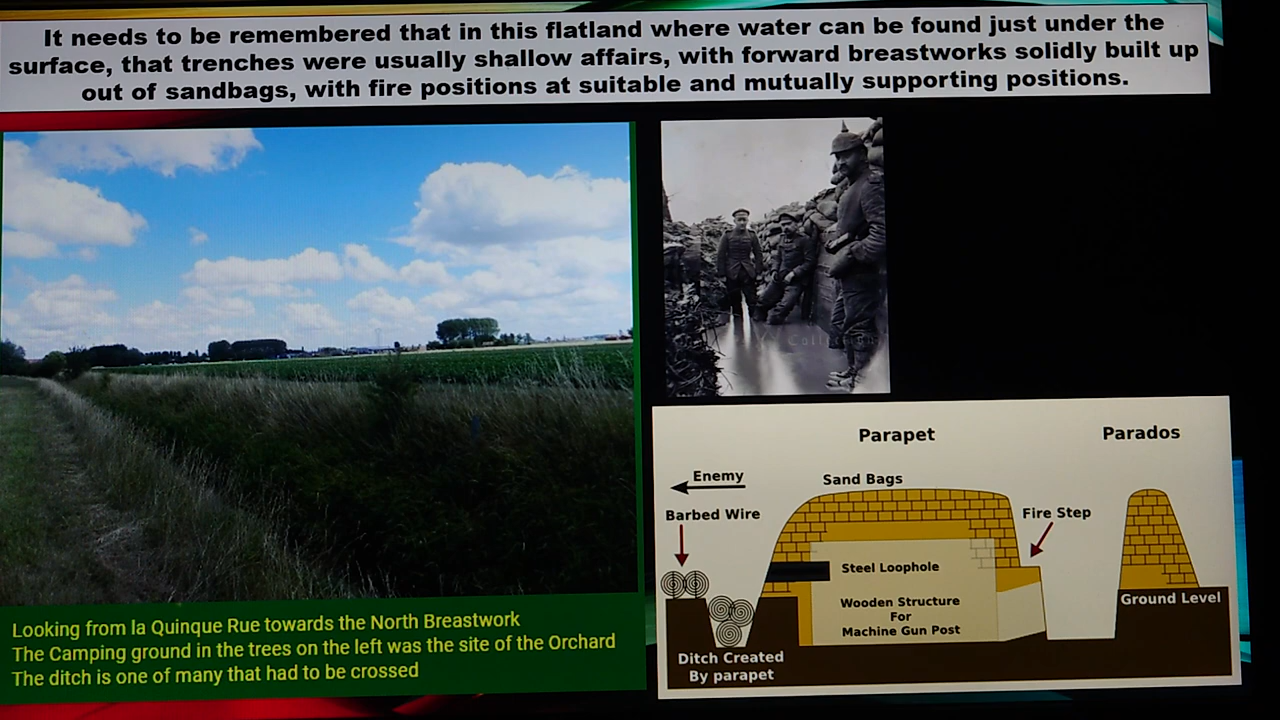 It needs to be remembered that in this flatland where water can be found just under the
surface, that trenches were usually shallow affairs, with forward breastworks solidly built up
out of sandbags, with fire positions at suitable and mutually supporting positions.
Looking from la Quinque Rue towards the North Breastwork
The Camping ground in the trees on the left was the site of the Orchard
The ditch is one of many that had to be crossed
Parapet
Parados
Enemy
Sand Bags
Barbed Wire
Fire Step
Steel Loophole
Wooden Structure
For
Machine Gun Post
Ground Level
Ditch Created
By parapet